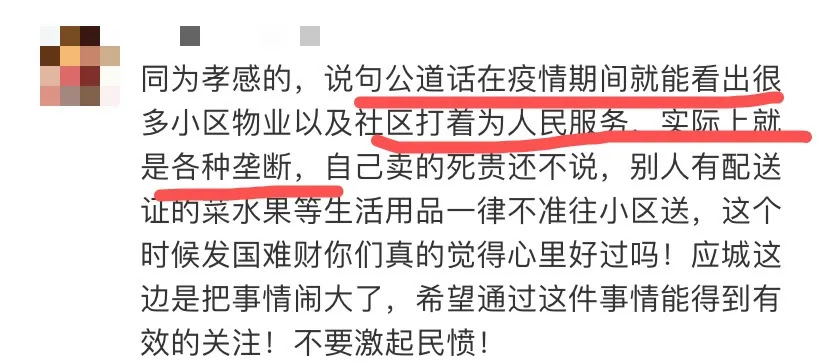 同为孝感的，说句公道话在疫情期间就能看出很
多小区物业以及社区打着为人民服务，实际上就
是各种垄断，自己卖的死贵还不说，别人有配送
证的菜水果等生活用品一律不准往小区送，这个
时候发国难财你们真的觉得心里好过吗！应城这
边是把事情闹大了，希望通过这件事情能得到有
效的关注！不要激起民愤！